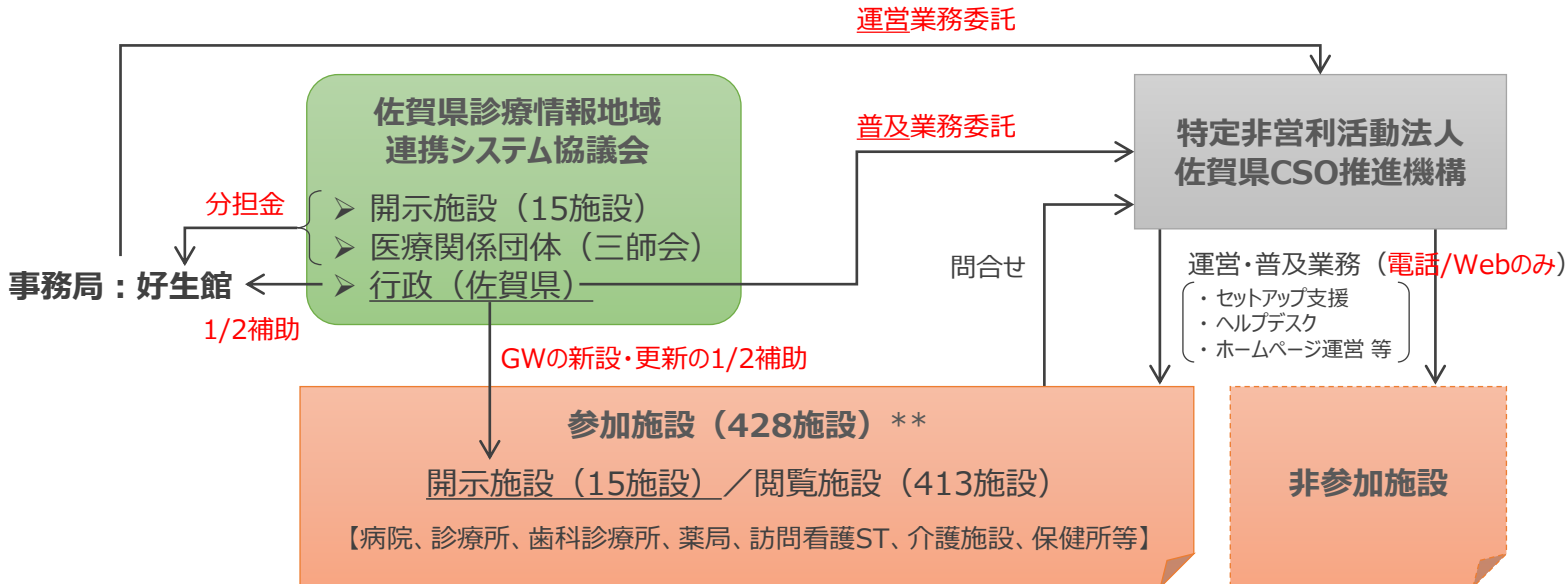 運営業務委託
佐賀県診療情報地域
連携システム協議会
➢ 開示施設（15施設）
➢ 医療関係団体（三師会）
➢ 行政（佐賀県）
分担金
事務局：好生館
1/2補助
普及業務委託
特定非営利活動法人
佐賀県CSO推進機構
問合せ
運営・普及業務（電話/Webのみ）
・ セットアップ支援
・ ヘルプデスク
・ ホームページ運営 等
GWの新設・更新の1/2補助
参加施設（428施設）**
開示施設（15施設）／閲覧施設（413施設）
【病院、診療所、歯科診療所、薬局、訪問看護ST、介護施設、保健所等】
非参加施設